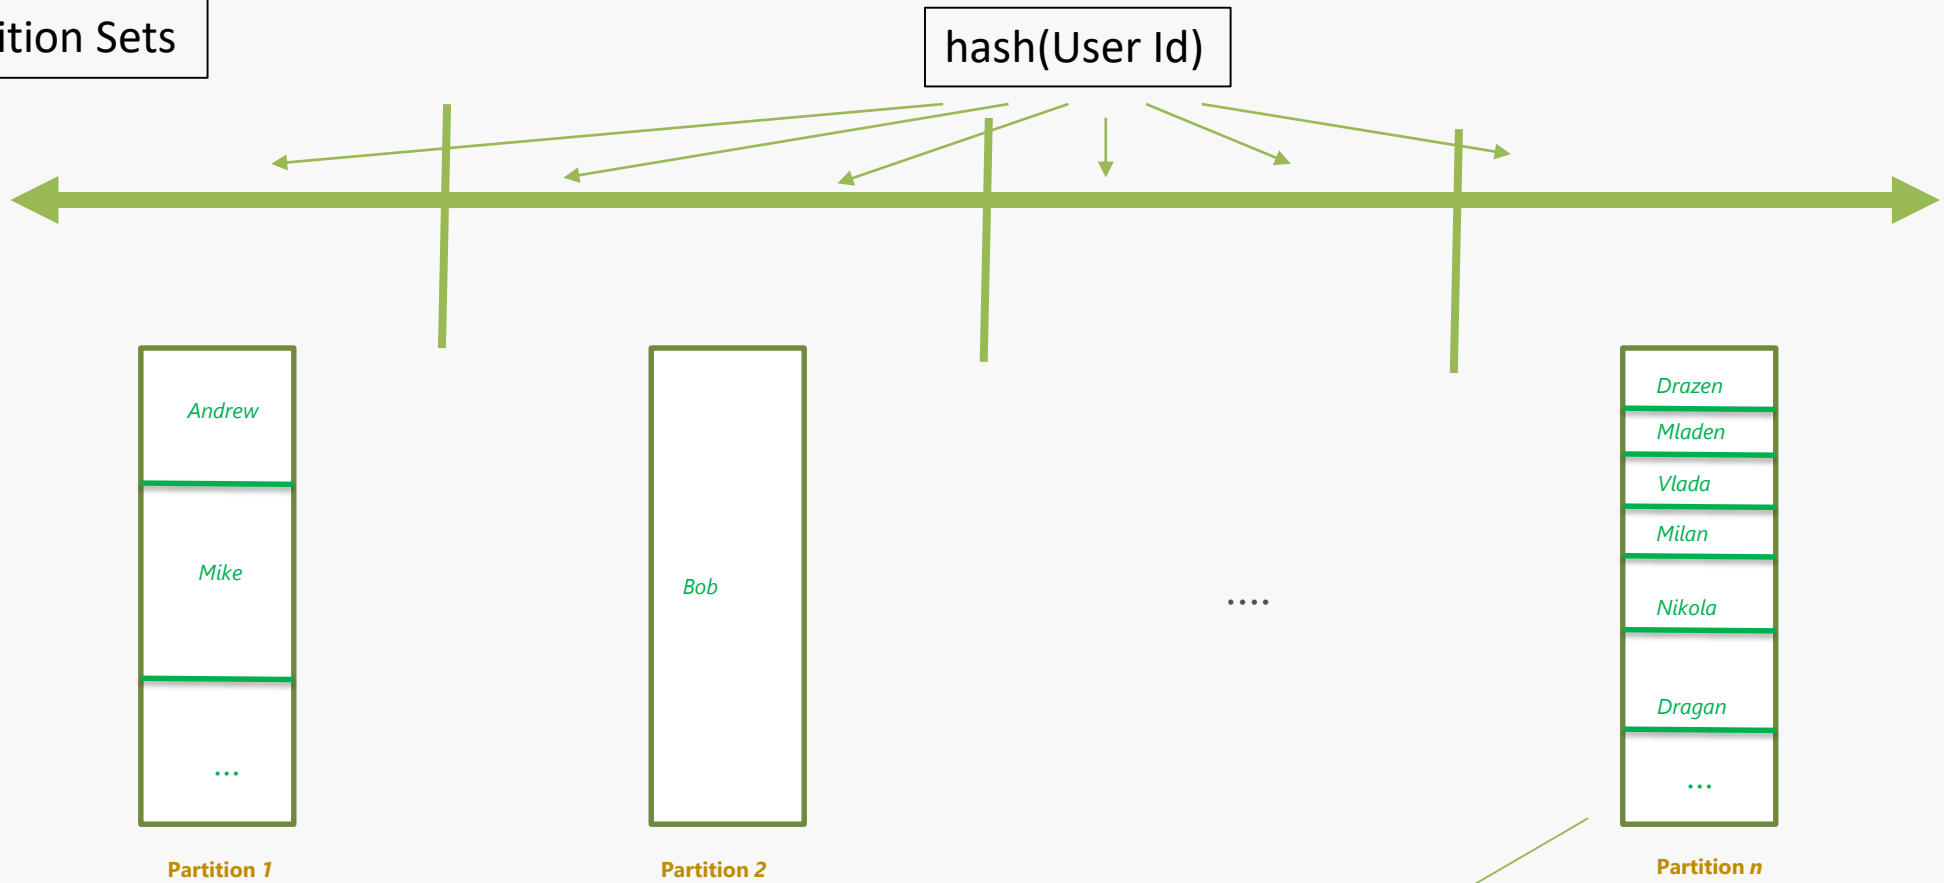 ition Sets
hash(User Id)
Andrew
Mike
...
Bob
....
Drazen
Mladen
Vlada
Milan
Nikola
Dragan
...
Partition 1
Partition 2
Partition n